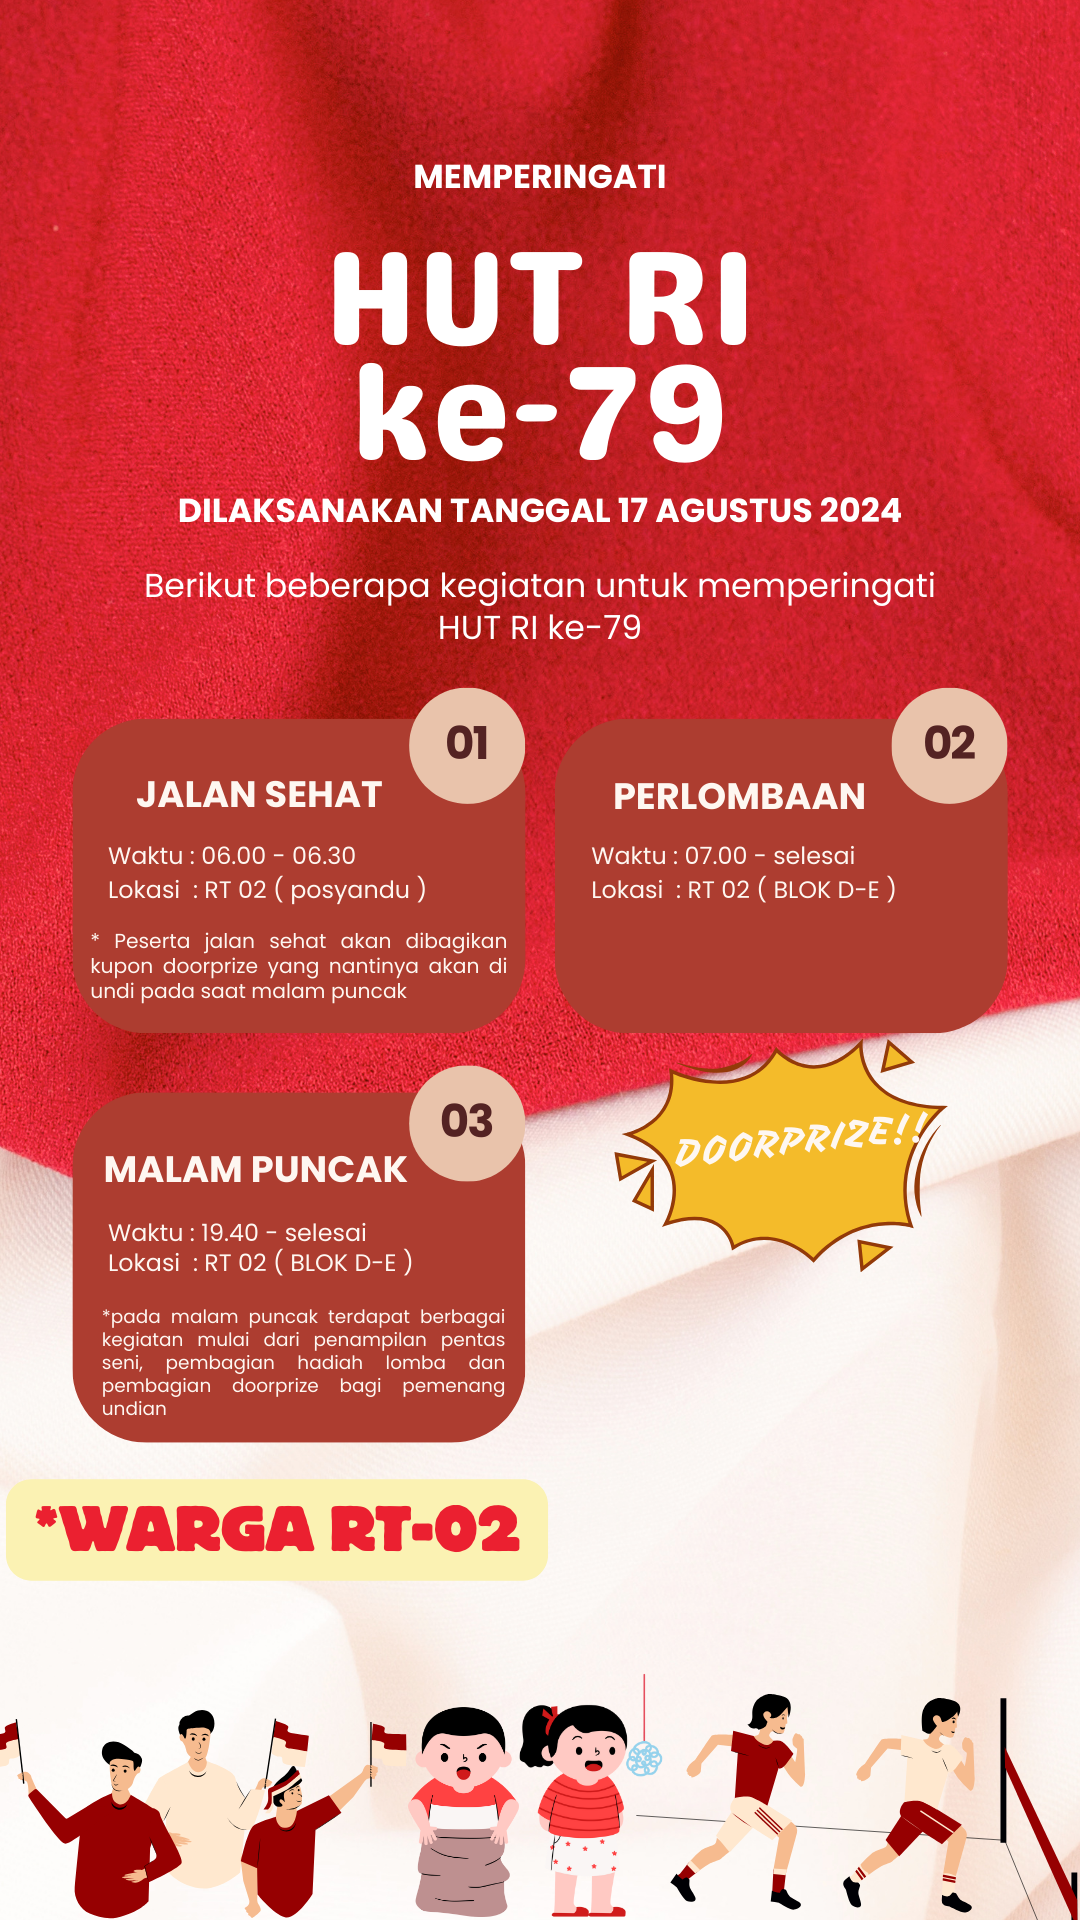 MEMPERINGATI
HUT RI
ke-79
DILAKSANAKAN TANGGAL 17 AGUSTUS 2024
Berikut beberapa kegiatan untuk memperingati
HUT RI ke-79
01
JALAN SEHAT
Waktu : 06.00 - 06.30
Lokasi : RT 02 ( posyandu )
* Peserta jalan sehat akan dibagikan
kupon doorprize yang nantinya akan di
undi pada saat malam puncak
02
PERLOMBAAN
Waktu : 07.00 - selesai
Lokasi : RT 02 ( BLOK D-E )
03
MALAM PUNCAK
Waktu : 19.40 - selesai
Lokasi : RT 02 ( BLOK D-E )
*pada malam puncak terdapat berbagai
kegiatan mulai dari penampilan pentas
seni, pembagian hadiah lomba dan
pembagian doorprize bagi pemenang
undian
DOORPRIZE!!
*WARGA RT-02